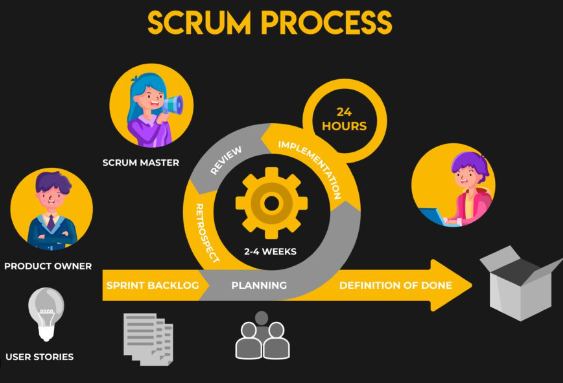 SCRUM PROCESS
24
HOURS
SCRUM MASTER
REVIEW
IMPLEMENTATION
RETROSPECT
2-4 WEEKS
PRODUCT OWNER
SPRINT BACKLOG
PLANNING
DEFINITION OF DONE
USER STORIES